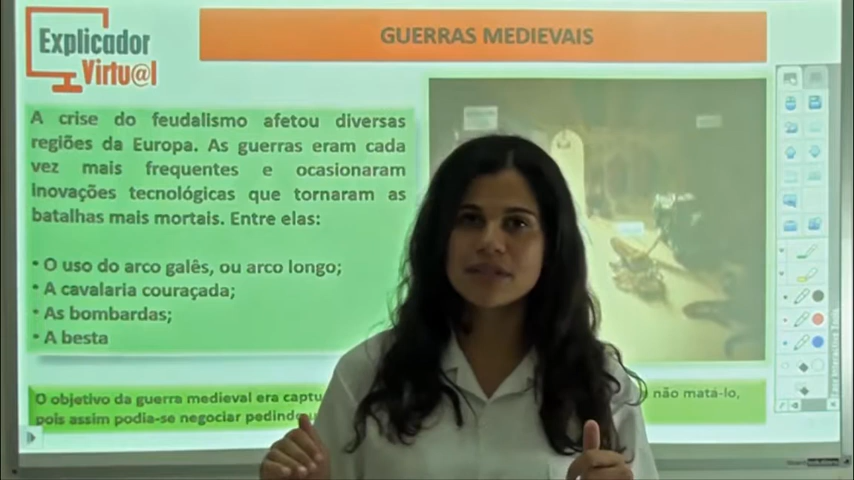 Explicador
Virtu@l
GUERRAS MEDIEVAIS
A crise do feudalismo afetou diversas
regiões da Europa. As guerras eram cada
vez mais frequentes e ocasionaram
inovações tecnológicas que tornaram as
batalhas mais mortais. Entre elas:
• O uso do arco galês, ou arco longo;
• A cavalaria couraçada;
• As bombardas;
• A besta
O objetivo da guerra medieval era captu
não matá-lo,
pois assim podia-se negociar pedindo